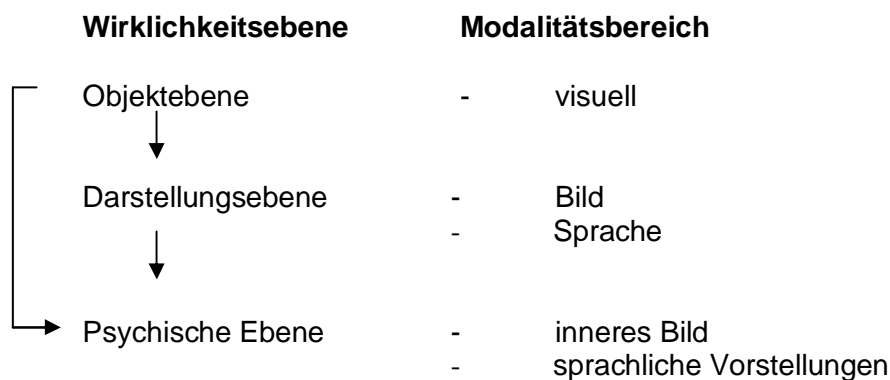 Wirklichkeitsebene Modalitätsbereich
Objektebene - visuell
Darstellungsebene - Bild
- Sprache
Psychische Ebene - inneres Bild
- sprachliche Vorstellungen